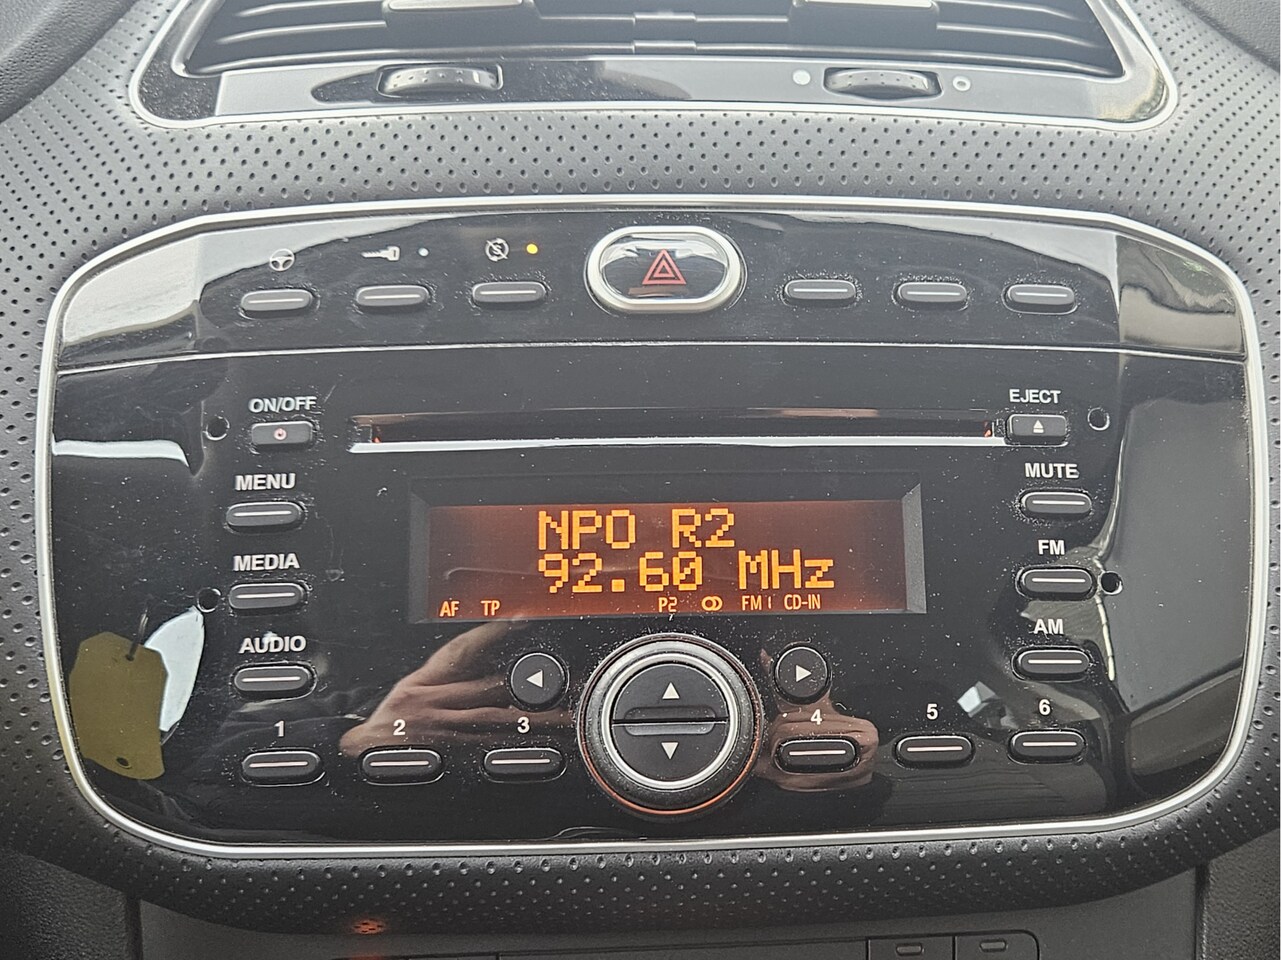 ON/OFF
EJECT
MENU
MUTE
NPO R2
92.60 MHz
AF TP P2 FM1 CD-IN
FM
MEDIA
AM
AUDIO
1 2 3 4 5 6